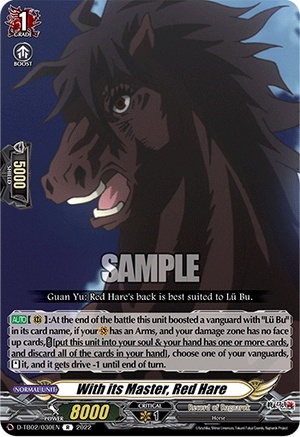 1
GRADE
BOOST
5000
SHIELD
SAMPLE
Guan Yu: Red Hare's back is best suited to Lü Bu.
AUTO[ ]:At the end of the battle this unit boosted a vanguard with "Lü Bu"
in its card name, if your has an Arms, and your damage zone has no face
up cards, [put this unit into your soul & your hand has one or more cards,
and discard all of the cards in your hand], choose one of your vanguards,
[ ] it, and it gets drive -1 until end of turn.
NORMAL UNIT
With its Master, Red Hare
POWER 8000
1
Record of Ragnarok
Horse
D-TB02/030EN R 2022